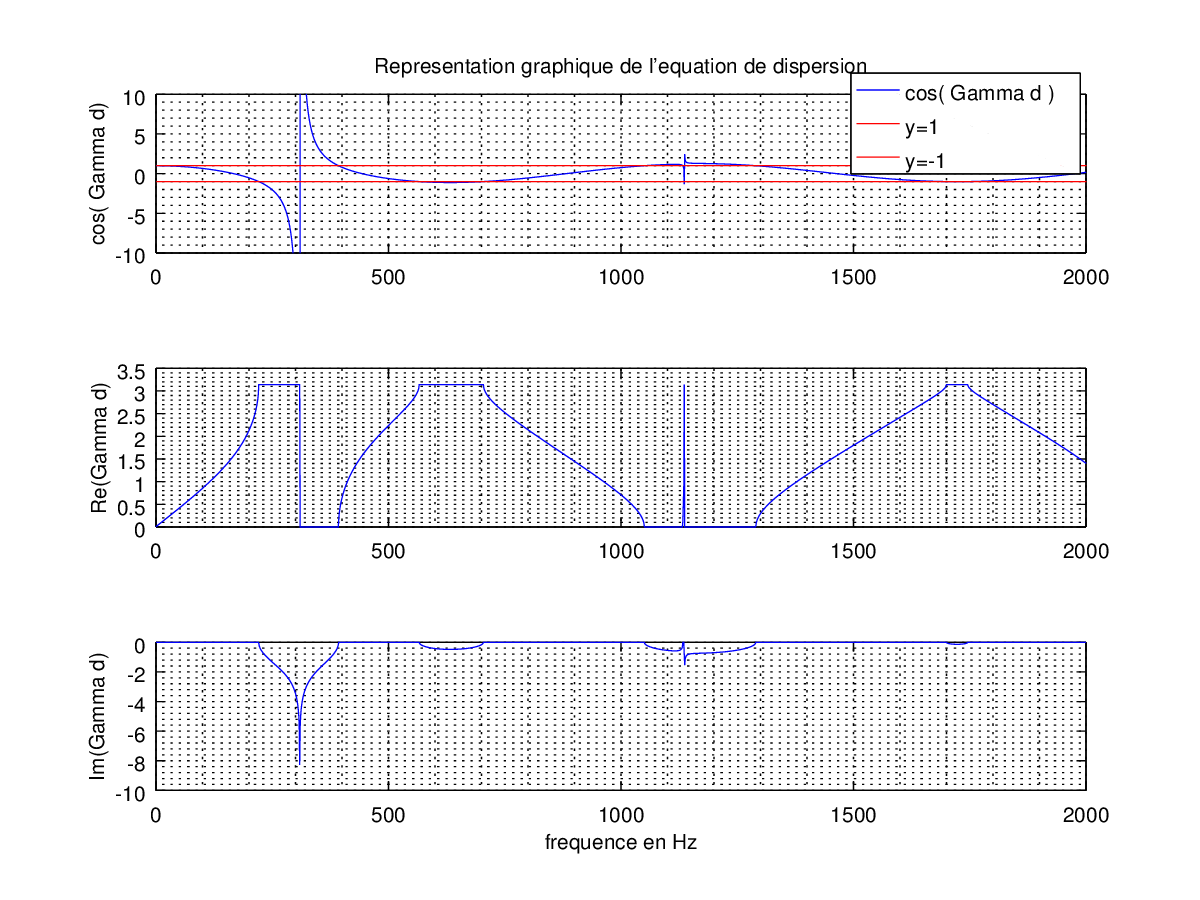 Representation graphique de l'equation de dispersion
cos( Gamma d )
y=1
y=-1
cos( Gamma d)
10
5
0
-5
-10
0 500 1000 1500 2000
Re(Gamma d)
3.5
3
2.5
2
1.5
1
0.5
0
0 500 1000 1500 2000
Im(Gamma d)
0
-2
-4
-6
-8
-10
0 500 1000 1500 2000
frequence en Hz